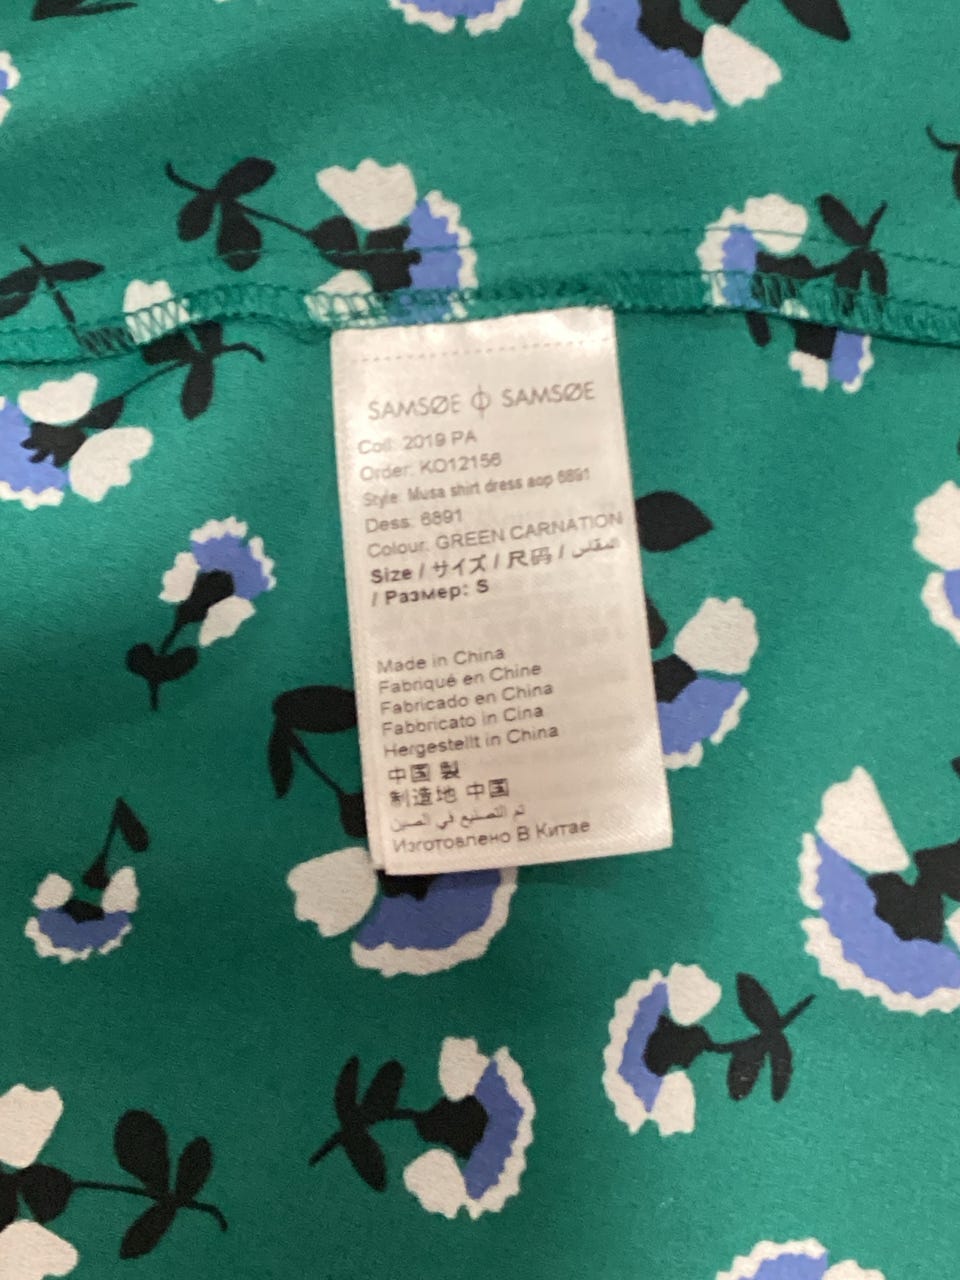 SAMSØE SAMSØE
Coll: 2019 PA
Order: KO12156
Style: Musa shirt dress aop 6891
Dess: 6891
Colour: GREEN CARNATION
Size / サイズ / 尺码 / المقاس
/ Размер: S
Made in China
Fabriqué en Chine
Fabricado en China
Fabbricato in Cina
Hergestellt in China
中国 製
制造地 中国
تم التصنيع في الصين
Изготовлено В Китае